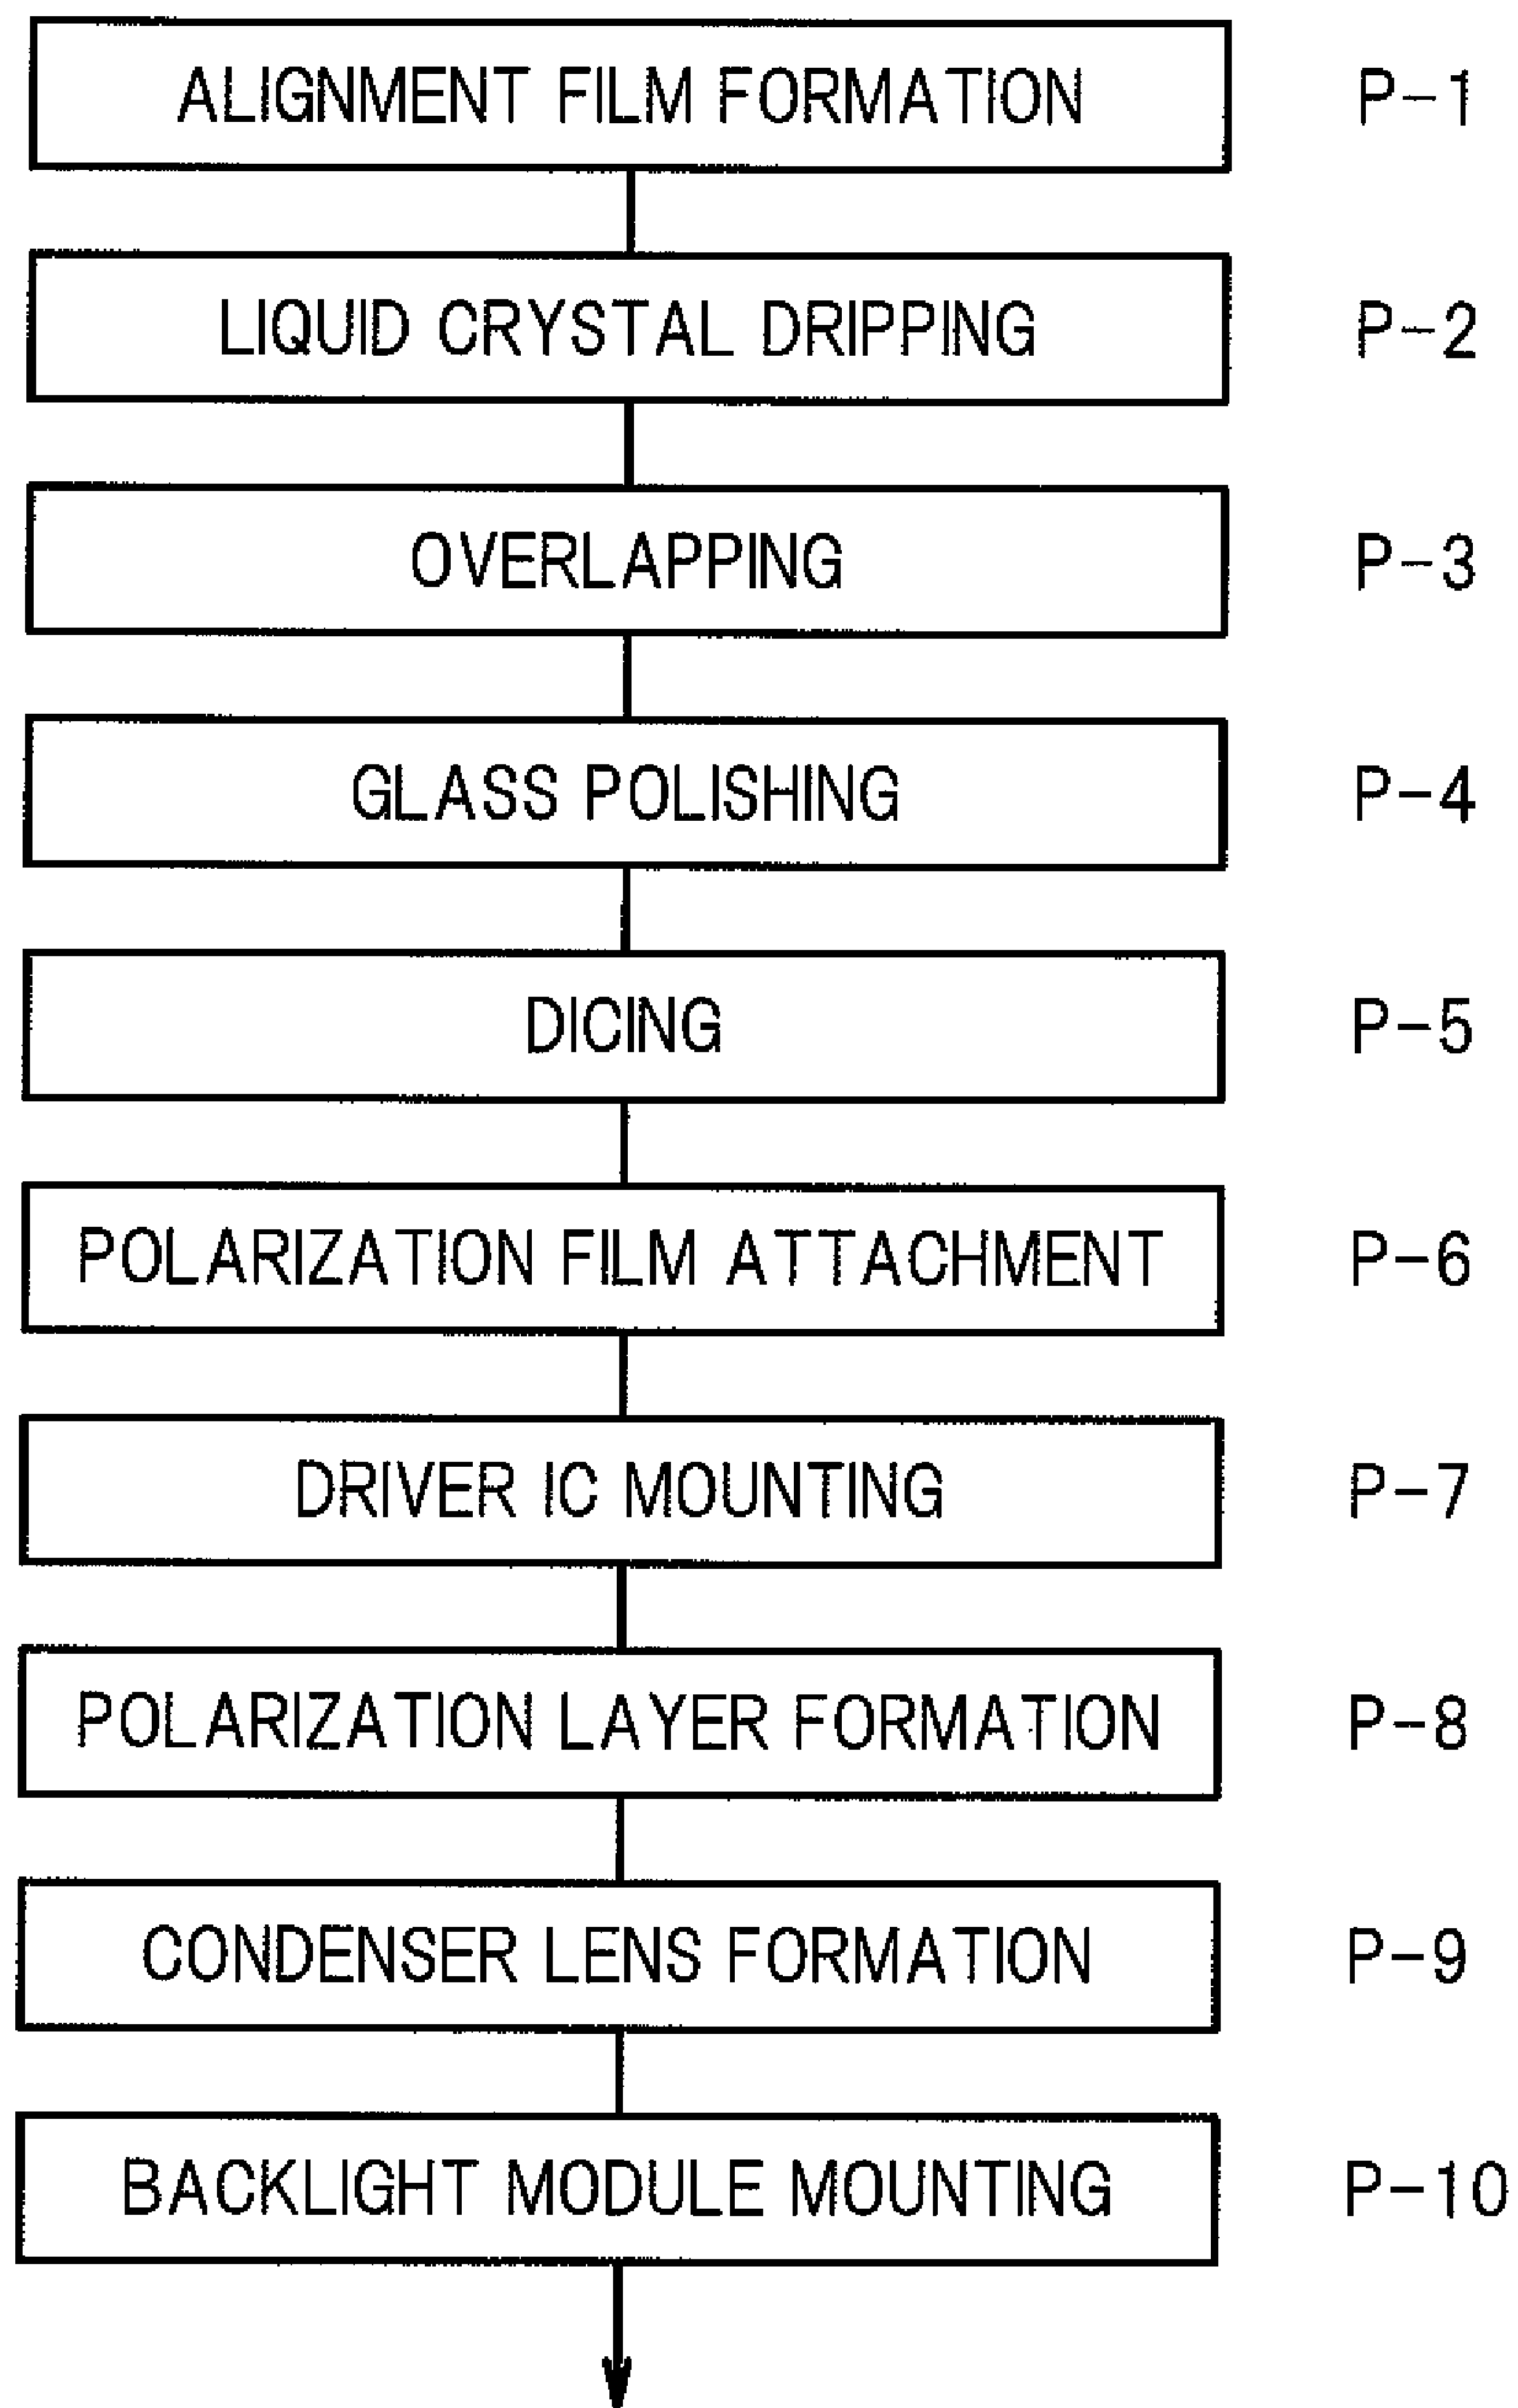 ALIGNMENT FILM FORMATION P-1
LIQUID CRYSTAL DRIPPING P-2
OVERLAPPING P-3
GLASS POLISHING P-4
DICING P-5
POLARIZATION FILM ATTACHMENT P-6
DRIVER IC MOUNTING P-7
POLARIZATION LAYER FORMATION P-8
CONDENSER LENS FORMATION P-9
BACKLIGHT MODULE MOUNTING P-10